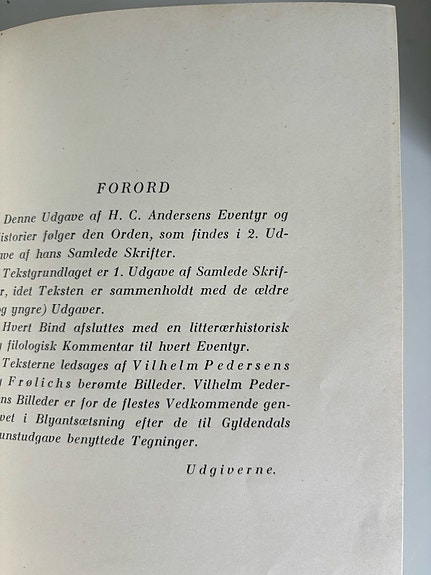 FORORD
Denne Udgave af H. C. Andersens Eventyr og
istorier følger den Orden, som findes i 2. Ud-
ave af hans Samlede Skrifter.
Tekstgrundlaget er 1. Udgave af Samlede Skrif-
r, idet Teksten er sammenholdt med de ældre
g yngre) Udgaver.
Hvert Bind afsluttes med en litterærhistorisk
g filologisk Kommentar til hvert Eventyr.
Teksterne ledsages af Vilhelm Pedersens
g Frølichs berømte Billeder. Vilhelm Peder-
ens Billeder er for de flestes Vedkommende gen-
vet i Blyantsætsning efter de til Gyldendals
unstudgave benyttede Tegninger.
Udgiverne.